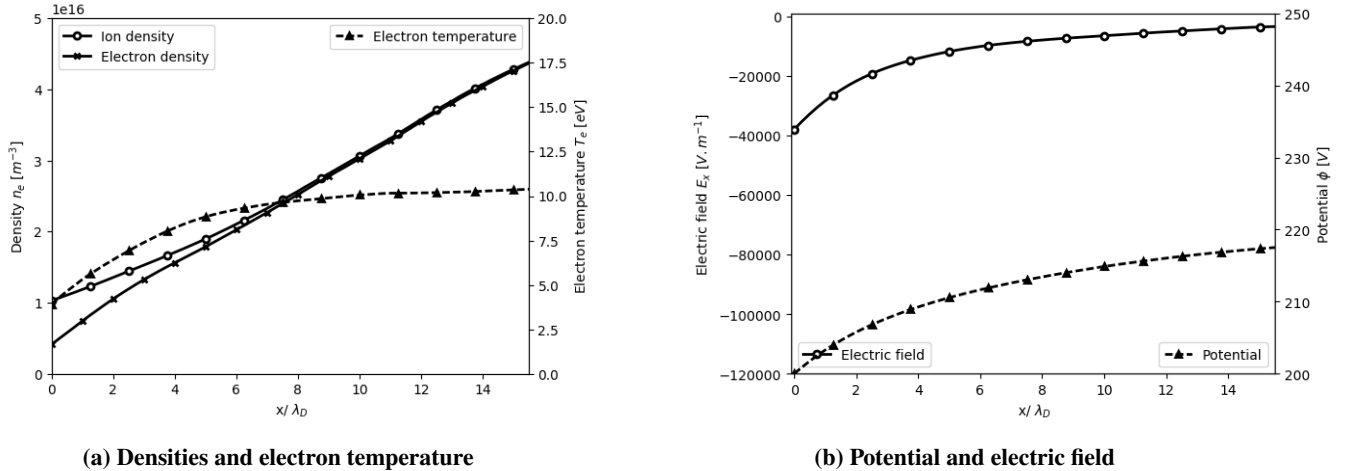 1e16
5
4
3
2
1
0
Density nₑ [m⁻³]
Ion density
Electron density
Electron temperature
20.0
17.5
15.0
12.5
10.0
7.5
5.0
2.5
0.0
Electron temperature Tₑ [eV]
0 2 4 6 8 10 12 14
x/ λ_D
(a) Densities and electron temperature
0
−20000
−40000
−60000
−80000
−100000
−120000
Electric field Eₓ [V.m⁻¹]
Electric field
Potential
250
240
230
220
210
200
Potential ϕ [V]
0 2 4 6 8 10 12 14
x/ λ_D
(b) Potential and electric field